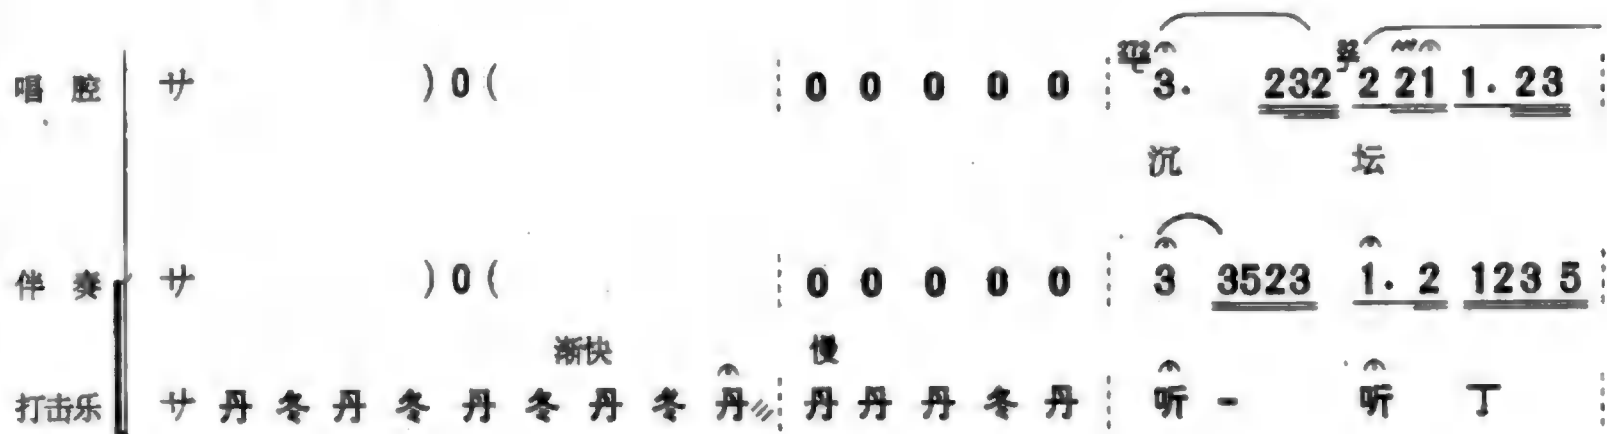 唱腔 サ )0( 0 0 0 0 0 3. 232 2 21 1. 23
沉 坛
伴奏 サ )0( 0 0 0 0 0 3 3523 1. 2 1235
渐快 慢
打击乐 サ 丹 冬 丹 冬 丹 冬 丹 冬 丹 丹 丹 丹 冬 丹 听 - 听 丁